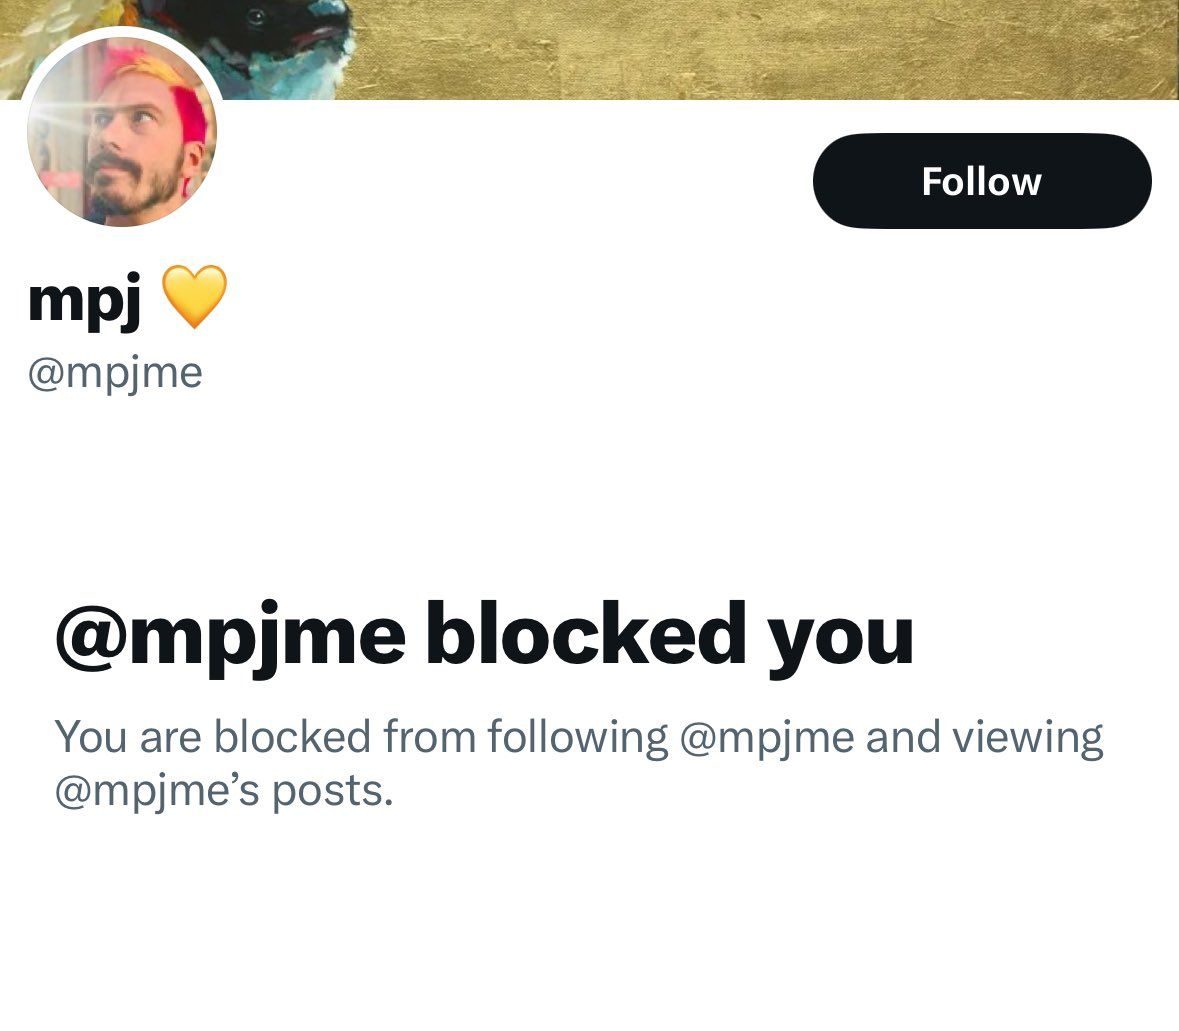 Follow
mpj 💛
@mpjme
@mpjme blocked you
You are blocked from following @mpjme and viewing
@mpjme’s posts.